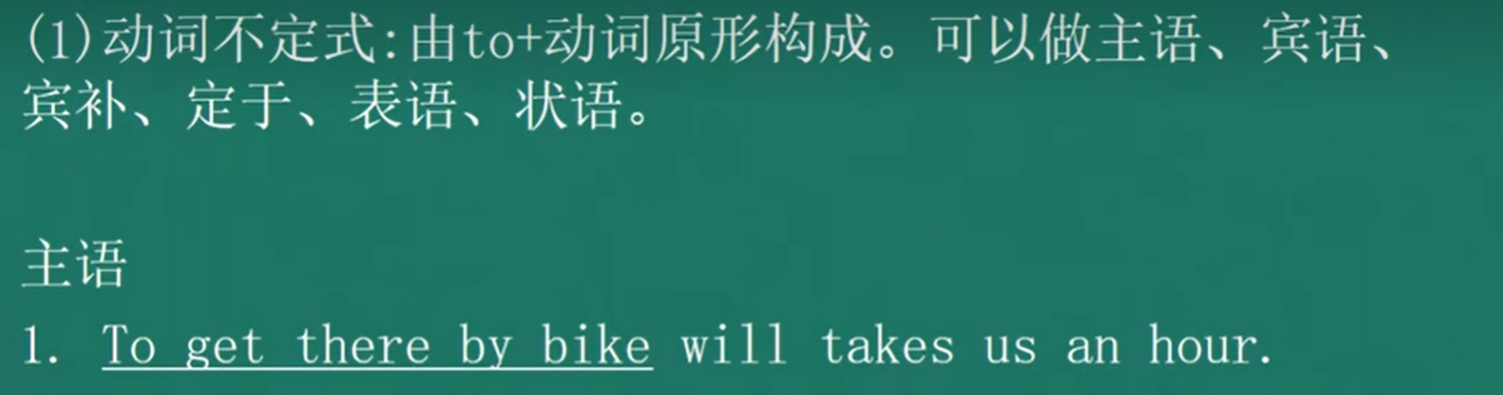 (1)动词不定式:由to+动词原形构成。可以做主语、宾语、
宾补、定于、表语、状语。
主语
1. To get there by bike will takes us an hour.